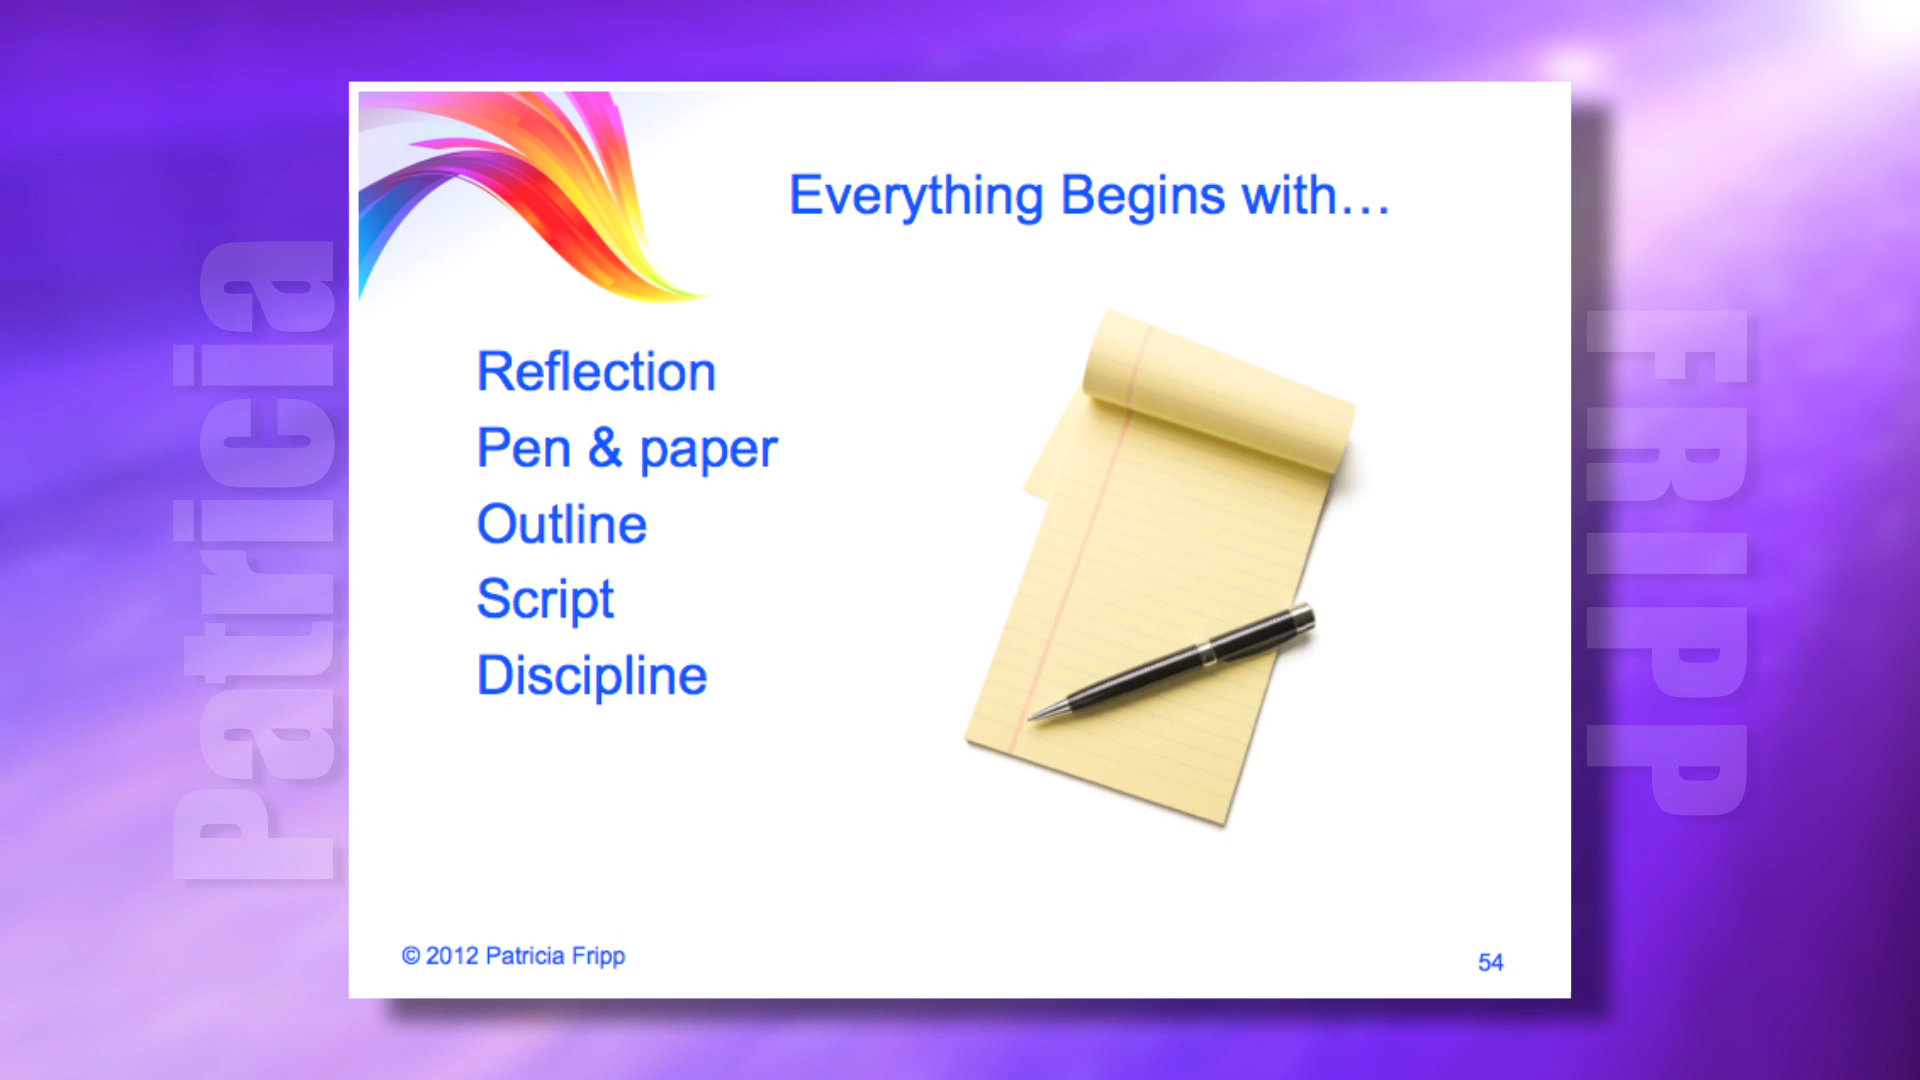 Patricia
Everything Begins with...
Reflection
Pen & paper
Outline
Script
Discipline
© 2012 Patricia Fripp
54
FRIPP